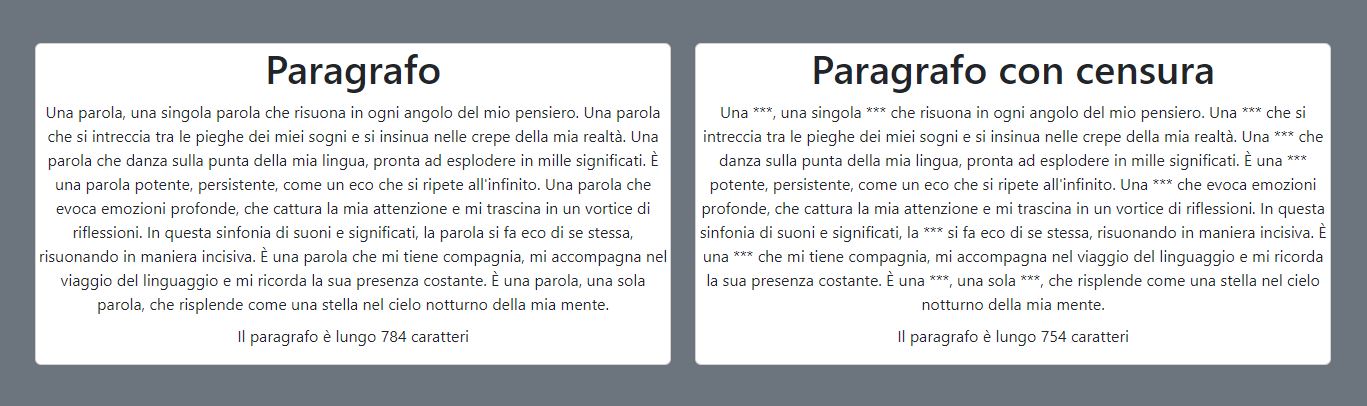 Paragrafo
Una parola, una singola parola che risuona in ogni angolo del mio pensiero. Una parola
che si intreccia tra le pieghe dei miei sogni e si insinua nelle crepe della mia realtà. Una
parola che danza sulla punta della mia lingua, pronta ad esplodere in mille significati. È
una parola potente, persistente, come un eco che si ripete all'infinito. Una parola che
evoca emozioni profonde, che cattura la mia attenzione e mi trascina in un vortice di
riflessioni. In questa sinfonia di suoni e significati, la parola si fa eco di se stessa,
risuonando in maniera incisiva. È una parola che mi tiene compagnia, mi accompagna nel
viaggio del linguaggio e mi ricorda la sua presenza costante. È una parola, una sola
parola, che risplende come una stella nel cielo notturno della mia mente.
Il paragrafo è lungo 784 caratteri
Paragrafo con censura
Una ***, una singola *** che risuona in ogni angolo del mio pensiero. Una *** che si
intreccia tra le pieghe dei miei sogni e si insinua nelle crepe della mia realtà. Una *** che
danza sulla punta della mia lingua, pronta ad esplodere in mille significati. È una ***
potente, persistente, come un eco che si ripete all'infinito. Una *** che evoca emozioni
profonde, che cattura la mia attenzione e mi trascina in un vortice di riflessioni. In questa
sinfonia di suoni e significati, la *** si fa eco di se stessa, risuonando in maniera incisiva. È
una *** che mi tiene compagnia, mi accompagna nel viaggio del linguaggio e mi ricorda
la sua presenza costante. È una ***, una sola ***, che risplende come una stella nel cielo
notturno della mia mente.
Il paragrafo è lungo 754 caratteri